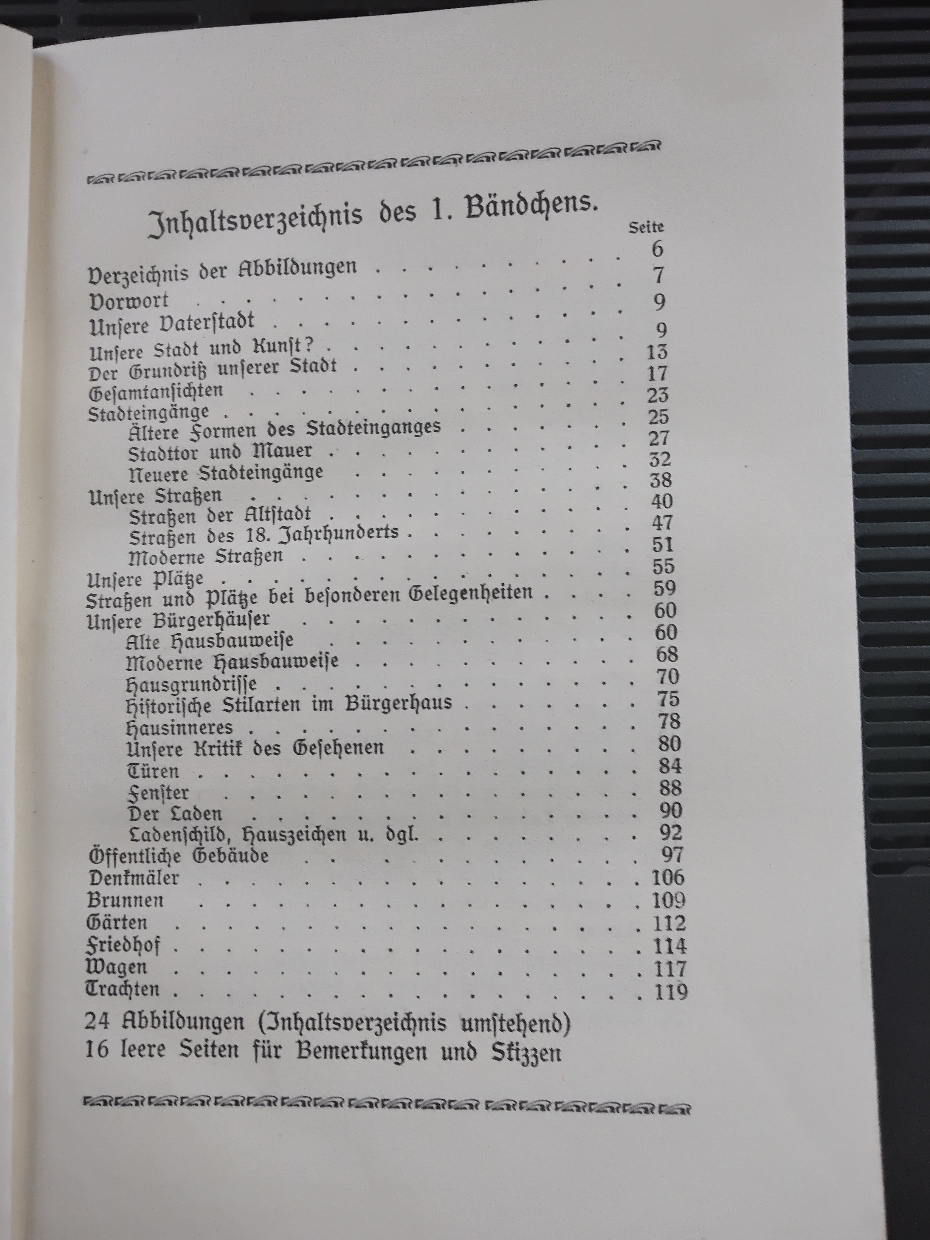 Inhaltsverzeichnis des 1. Bändchens.
Seite
Verzeichnis der Abbildungen . . . . . . . . . . 6
Vorwort . . . . . . . . . . 7
Unsere Vaterstadt . . . . . . . . . . 9
Unsere Stadt und Kunst? . . . . . . . . . . 9
Der Grundriß unserer Stadt . . . . . . . . . . 13
Gesamtansichten . . . . . . . . . . 17
Stadteingänge . . . . . . . . . . 23
Ältere Formen des Stadteinganges . . . . . . . 25
Stadttor und Mauer . . . . . . . . . . 27
Neuere Stadteingänge . . . . . . . . . . 32
Unsere Straßen . . . . . . . . . . 38
Straßen der Altstadt . . . . . . . . . . 40
Straßen des 18. Jahrhunderts . . . . . . . . . 47
Moderne Straßen . . . . . . . . . . 51
Unsere Plätze . . . . . . . . . . 55
Straßen und Plätze bei besonderen Gelegenheiten . . . . 59
Unsere Bürgerhäuser . . . . . . . . . . 60
Alte Hausbauweise . . . . . . . . . . 60
Moderne Hausbauweise . . . . . . . . . . 68
Hausgrundrisse . . . . . . . . . . 70
Historische Stilarten im Bürgerhaus . . . . . . . 75
Hausinneres . . . . . . . . . . 78
Unsere Kritik des Gesehenen . . . . . . . . . 80
Türen . . . . . . . . . . 84
Fenster . . . . . . . . . . 88
Der Laden . . . . . . . . . . 90
Ladenschild, Hauszeichen u. dgl. . . . . . . . . 92
Öffentliche Gebäude . . . . . . . . . . 97
Denkmäler . . . . . . . . . . 106
Brunnen . . . . . . . . . . 109
Gärten . . . . . . . . . . 112
Friedhof . . . . . . . . . . 114
Wagen . . . . . . . . . . 117
Trachten . . . . . . . . . . 119
24 Abbildungen (Inhaltsverzeichnis umstehend)
16 leere Seiten für Bemerkungen und Skizzen